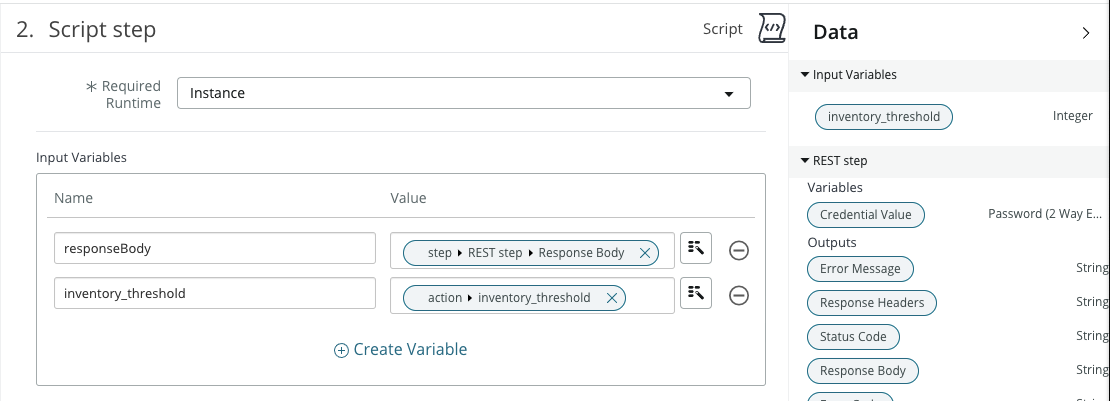 2. Script step
Script
Required
Runtime
Instance
Input Variables
Name
Value
responseBody
step REST step Response Body
inventory_threshold
action inventory_threshold
Create Variable
Data
Input Variables
inventory_threshold
Integer
REST step
Variables
Credential Value
Password (2 Way E...
Outputs
Error Message
String
Response Headers
String
Status Code
String
Response Body
String